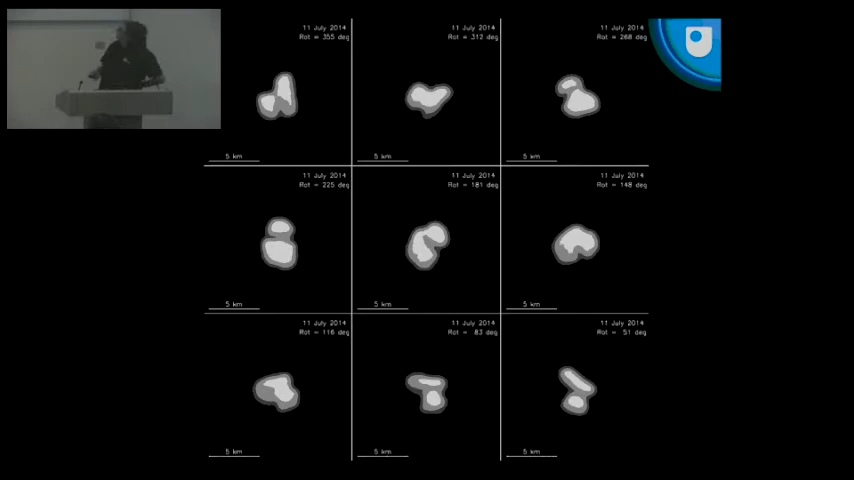 11 July 2014
Rot = 355 deg
5 km
11 July 2014
Rot = 312 deg
5 km
11 July 2014
Rot = 268 deg
5 km
11 July 2014
Rot = 225 deg
5 km
11 July 2014
Rot = 181 deg
5 km
11 July 2014
Rot = 148 deg
5 km
11 July 2014
Rot = 116 deg
5 km
11 July 2014
Rot = 83 deg
5 km
11 July 2014
Rot = 51 deg
5 km